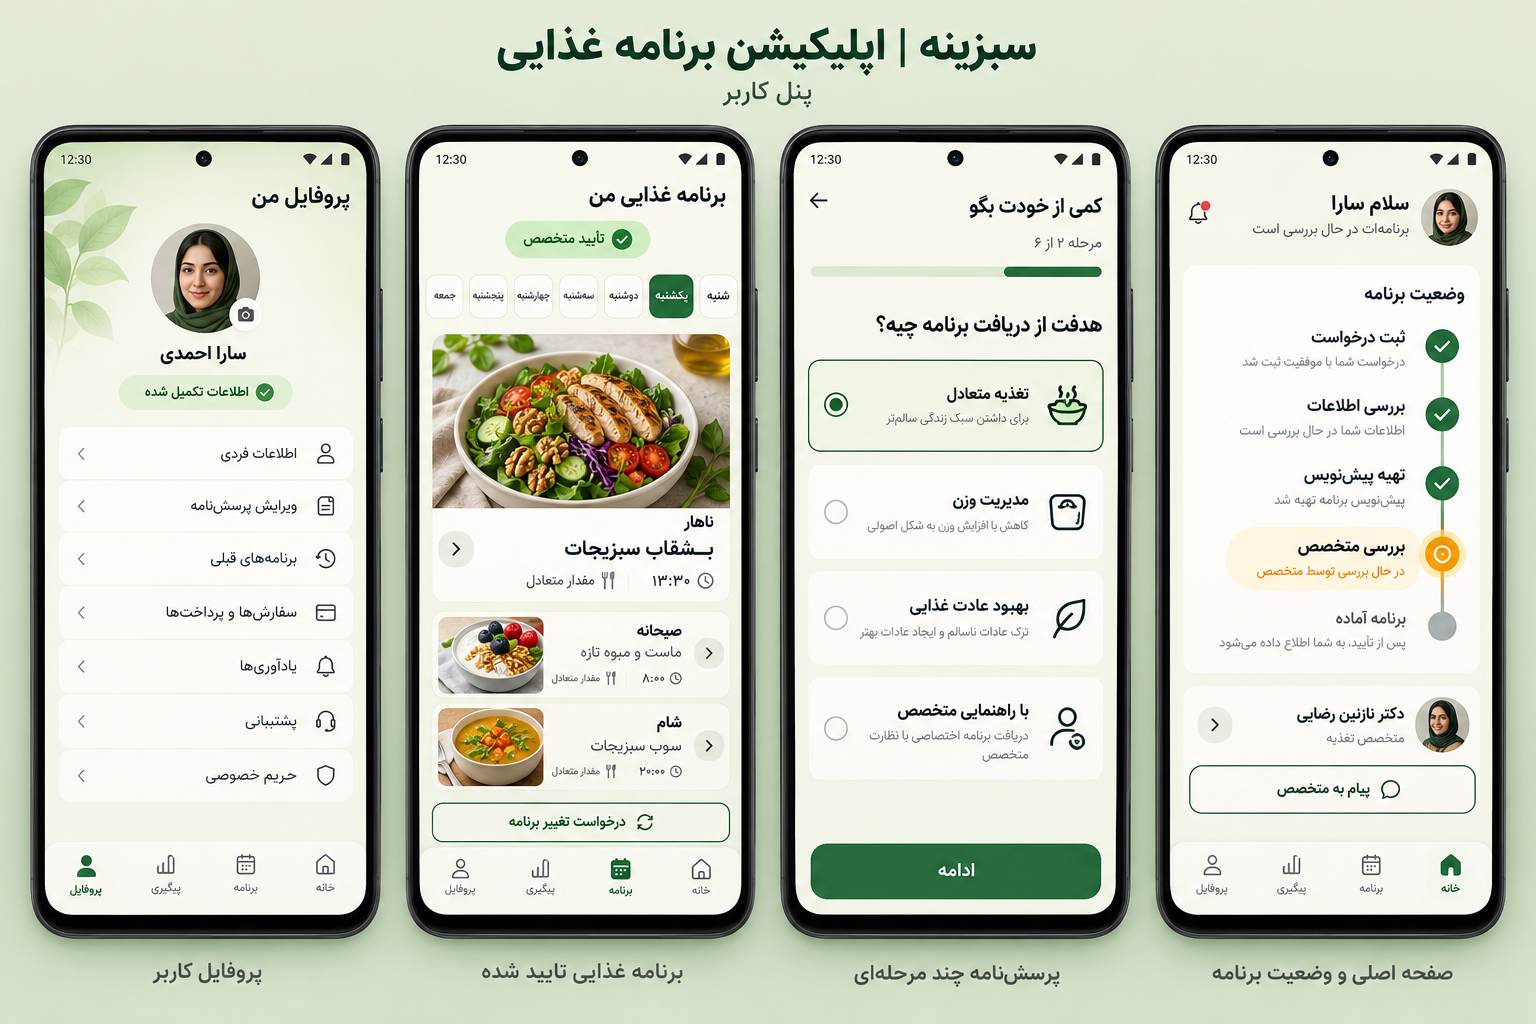 سبزینه | اپلیکیشن برنامه غذایی
پنل کاربر
12:30
سلام سارا
برنامه‌ات در حال بررسی است
وضعیت برنامه
ثبت درخواست
درخواست شما با موفقیت ثبت شد
بررسی اطلاعات
اطلاعات شما در حال بررسی است
تهیه پیش‌نویس
پیش‌نویس برنامه تهیه شد
بررسی متخصص
در حال بررسی توسط متخصص
برنامه آماده
پس از تأیید، به شما اطلاع داده می‌شود
دکتر نازنین رضایی
متخصص تغذیه
پیام به متخصص
خانه
برنامه
پیگیری
پروفایل
صفحه اصلی و وضعیت برنامه
12:30
کمی از خودت بگو
مرحله ۲ از ۶
هدفت از دریافت برنامه چیه؟
تغذیه متعادل
برای داشتن سبک زندگی سالم‌تر
مدیریت وزن
کاهش یا افزایش وزن به شکل اصولی
بهبود عادت غذایی
ترک عادات ناسالم و ایجاد عادات بهتر
با راهنمایی متخصص
دریافت برنامه اختصاصی با نظارت
متخصص
ادامه
پرسش‌نامه چند مرحله‌ای
12:30
برنامه غذایی من
تأیید متخصص
شنبه
یکشنبه
دوشنبه
سه‌شنبه
چهارشنبه
پنجشنبه
جمعه
ناهار
بـشقاب سبزیجات
۱۳:۳۰
مقدار متعادل
صبحانه
ماست و میوه تازه
۸:۰۰
مقدار متعادل
شام
سوپ سبزیجات
۲۰:۰۰
مقدار متعادل
درخواست تغییر برنامه
خانه
برنامه
پیگیری
پروفایل
برنامه غذایی تایید شده
12:30
پروفایل من
سارا احمدی
اطلاعات تکمیل شده
اطلاعات فردی
ویرایش پرسش‌نامه
برنامه‌های قبلی
سفارش‌ها و پرداخت‌ها
یادآوری‌ها
پشتیبانی
حریم خصوصی
خانه
برنامه
پیگیری
پروفایل
پروفایل کاربر